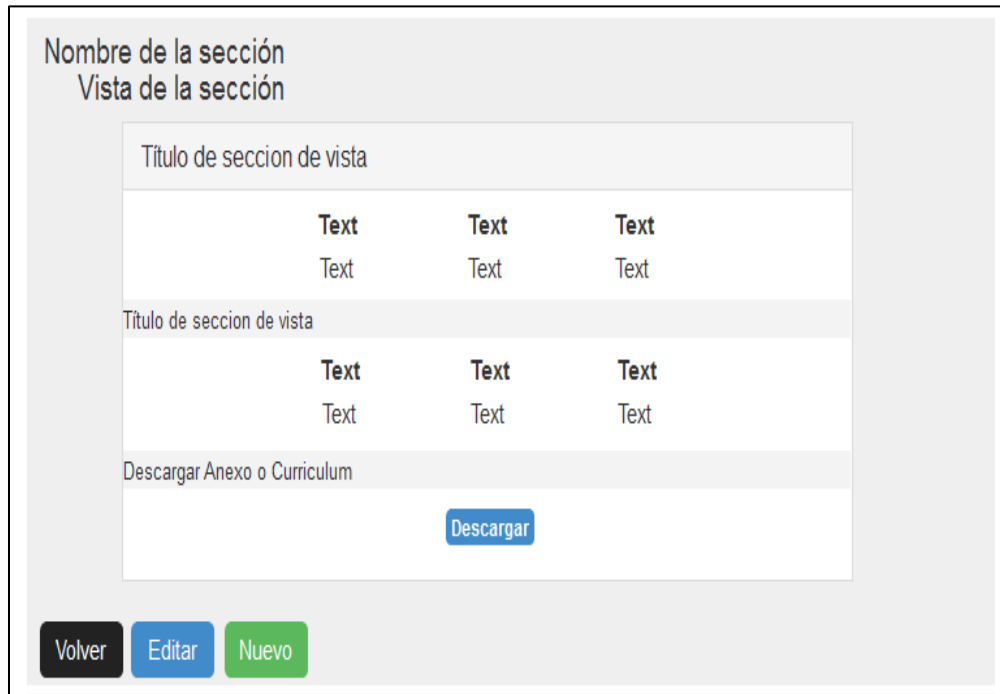 Nombre de la sección
Vista de la sección
Título de seccion de vista
Text Text Text
Text Text Text
Título de seccion de vista
Text Text Text
Text Text Text
Descargar Anexo o Curriculum
Descargar
Volver Editar Nuevo